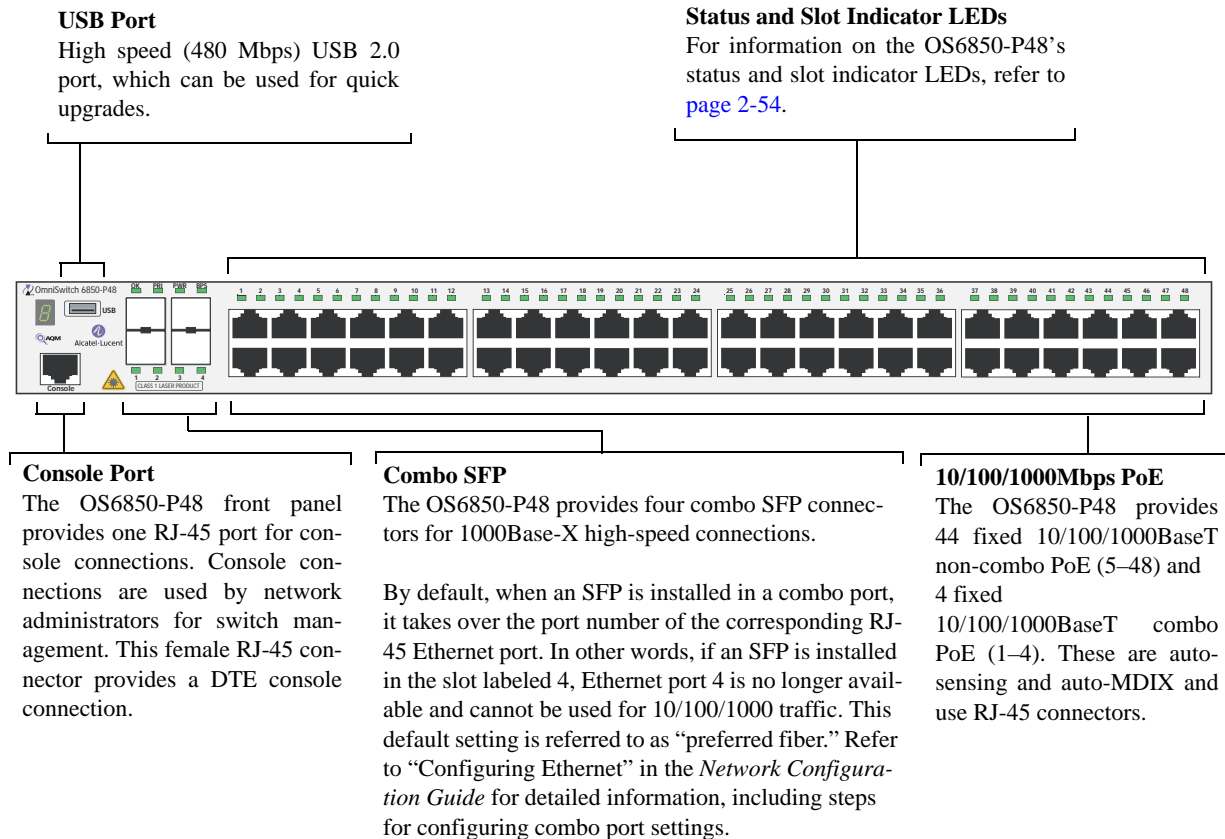 USB Port
High speed (480 Mbps) USB 2.0
port, which can be used for quick
upgrades.
Status and Slot Indicator LEDs
For information on the OS6850-P48’s
status and slot indicator LEDs, refer to
page 2-54.
OmniSwitch 6850-P48
OK PRI PWR BPS
1 2 3 4 5 6 7 8 9 10 11 12 13 14 15 16 17 18 19 20 21 22 23 24 25 26 27 28 29 30 31 32 33 34 35 36 37 38 39 40 41 42 43 44 45 46 47 48
8
USB
AQM
Alcatel·Lucent
Console
1 2 3 4
CLASS 1 LASER PRODUCT
Console Port
The OS6850-P48 front panel
provides one RJ-45 port for con-
sole connections. Console con-
nections are used by network
administrators for switch man-
agement. This female RJ-45 con-
nector provides a DTE console
connection.
Combo SFP
The OS6850-P48 provides four combo SFP connec-
tors for 1000Base-X high-speed connections.
By default, when an SFP is installed in a combo port,
it takes over the port number of the corresponding RJ-
45 Ethernet port. In other words, if an SFP is installed
in the slot labeled 4, Ethernet port 4 is no longer avail-
able and cannot be used for 10/100/1000 traffic. This
default setting is referred to as “preferred fiber.” Refer
to “Configuring Ethernet” in the Network Configura-
tion Guide for detailed information, including steps
for configuring combo port settings.
10/100/1000Mbps PoE
The OS6850-P48 provides
44 fixed 10/100/1000BaseT
non-combo PoE (5–48) and
4 fixed
10/100/1000BaseT combo
PoE (1–4). These are auto-
sensing and auto-MDIX and
use RJ-45 connectors.